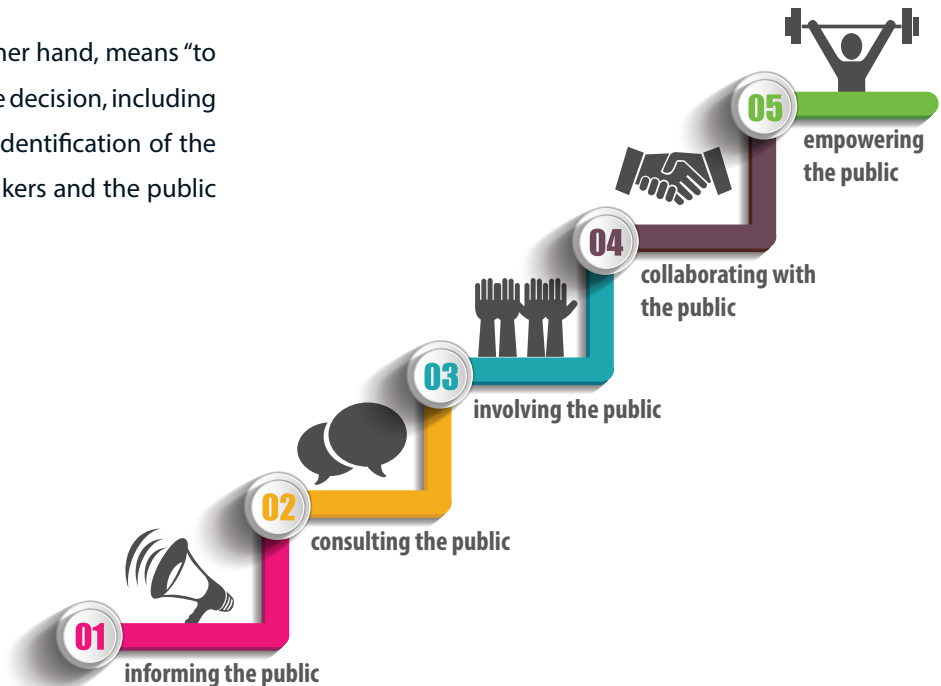 ner hand, means “to
e decision, including
dentification of the
kers and the public
05
empowering
the public
04
collaborating with
the public
03
involving the public
02
consulting the public
01
informing the public